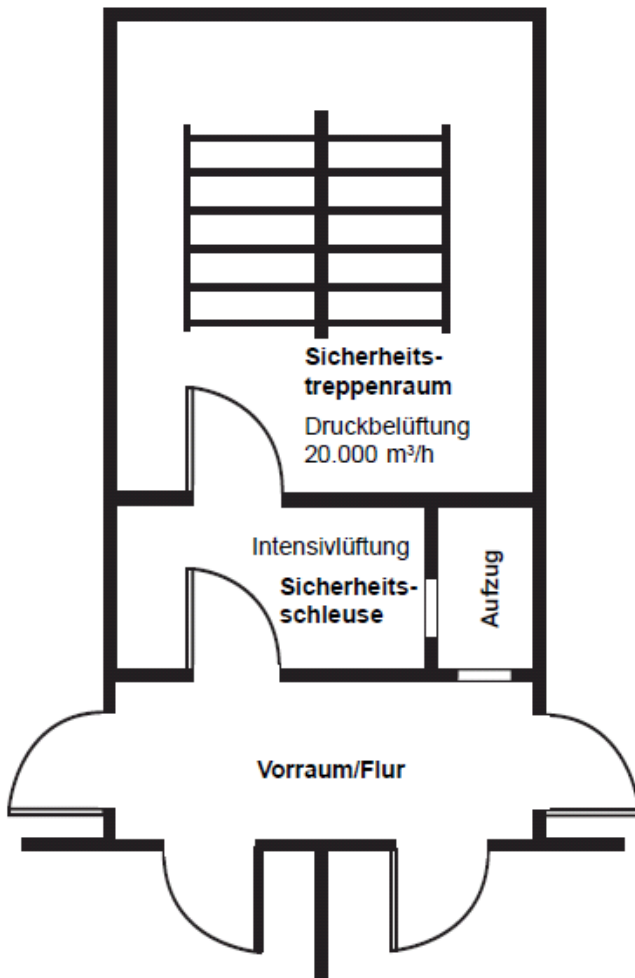 Sicherheits-
treppenraum
Druckbelüftung
20.000 m³/h
Intensivlüftung
Sicherheits-
schleuse
Aufzug
Vorraum/Flur